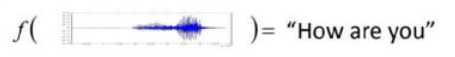 f( )= “How are you”